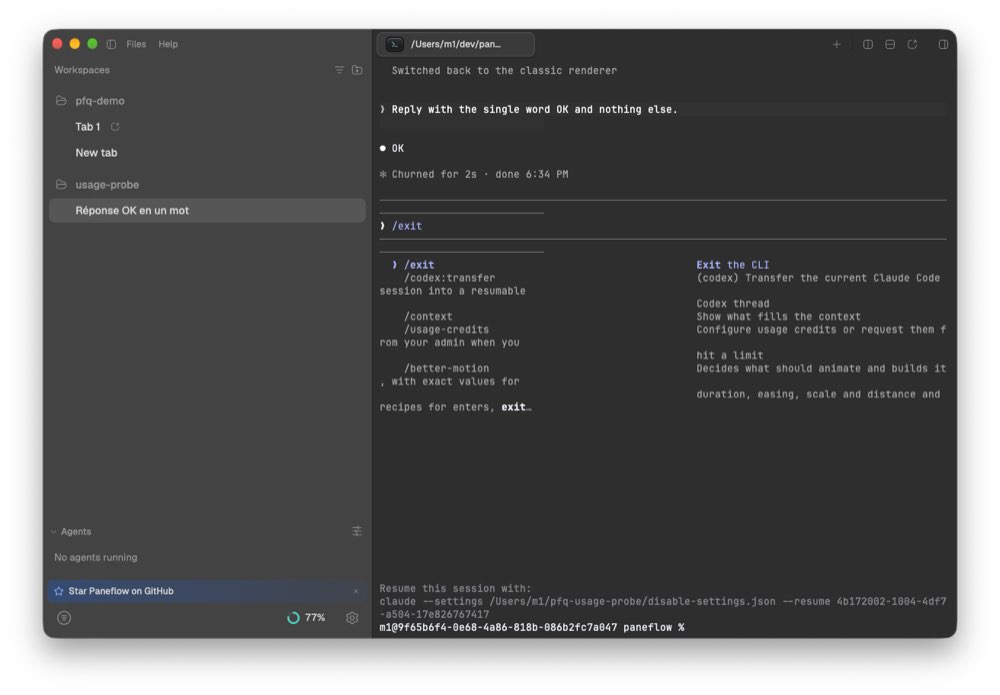 Files Help
Workspaces
pfq-demo
Tab 1
New tab
usage-probe
Réponse OK en un mot
Agents
No agents running
Star Paneflow on GitHub
77%
/Users/m1/dev/pan…
Switched back to the classic renderer
❯ Reply with the single word OK and nothing else.
● OK
✻ Churned for 2s · done 6:34 PM
❯ /exit
❯ /exit Exit the CLI
/codex:transfer (codex) Transfer the current Claude Code
session into a resumable
Codex thread
/context Show what fills the context
/usage-credits Configure usage credits or request them f
rom your admin when you
hit a limit
/better-motion Decides what should animate and builds it
, with exact values for
duration, easing, scale and distance and
recipes for enters, exit…
Resume this session with:
claude --settings /Users/m1/pfq-usage-probe/disable-settings.json --resume 4b172002-1004-4df7
-a504-17e826767417
m1@9f65b6f4-0e68-4a86-818b-086b2fc7a047 paneflow %